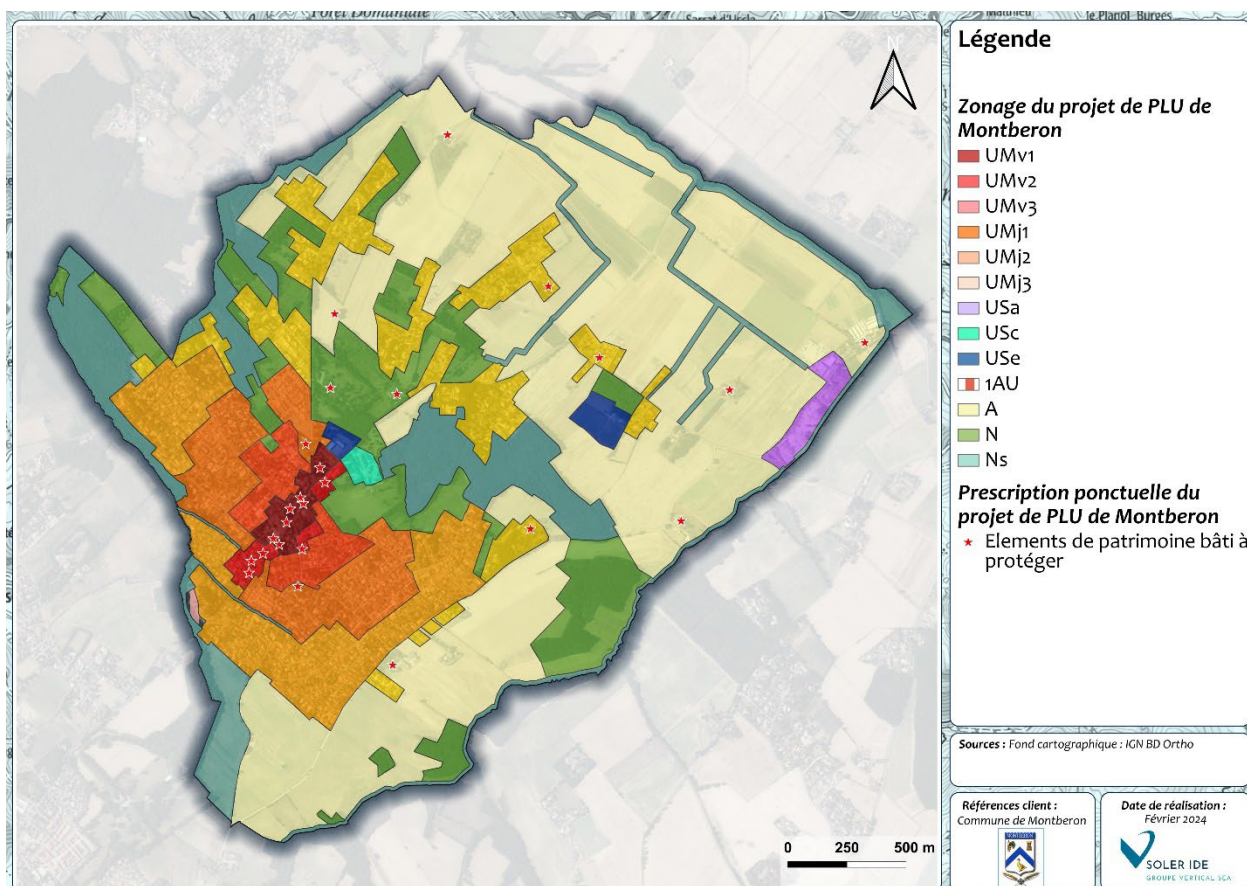 Forêt Domaniale
le Planol Burges
N
Légende
Zonage du projet de PLU de
Montberon
UMv1
UMv2
UMv3
UMj1
UMj2
UMj3
USa
USc
USe
1AU
A
N
Ns
Prescription ponctuelle du
projet de PLU de Montberon
Elements de patrimoine bâti à
protéger
Sources : Fond cartographique : IGN BD Ortho
Références client :
Commune de Montberon
MONTBERON
Date de réalisation :
Février 2024
SOLER IDE
GROUPE VERTICAL SEA
0 250 500 m